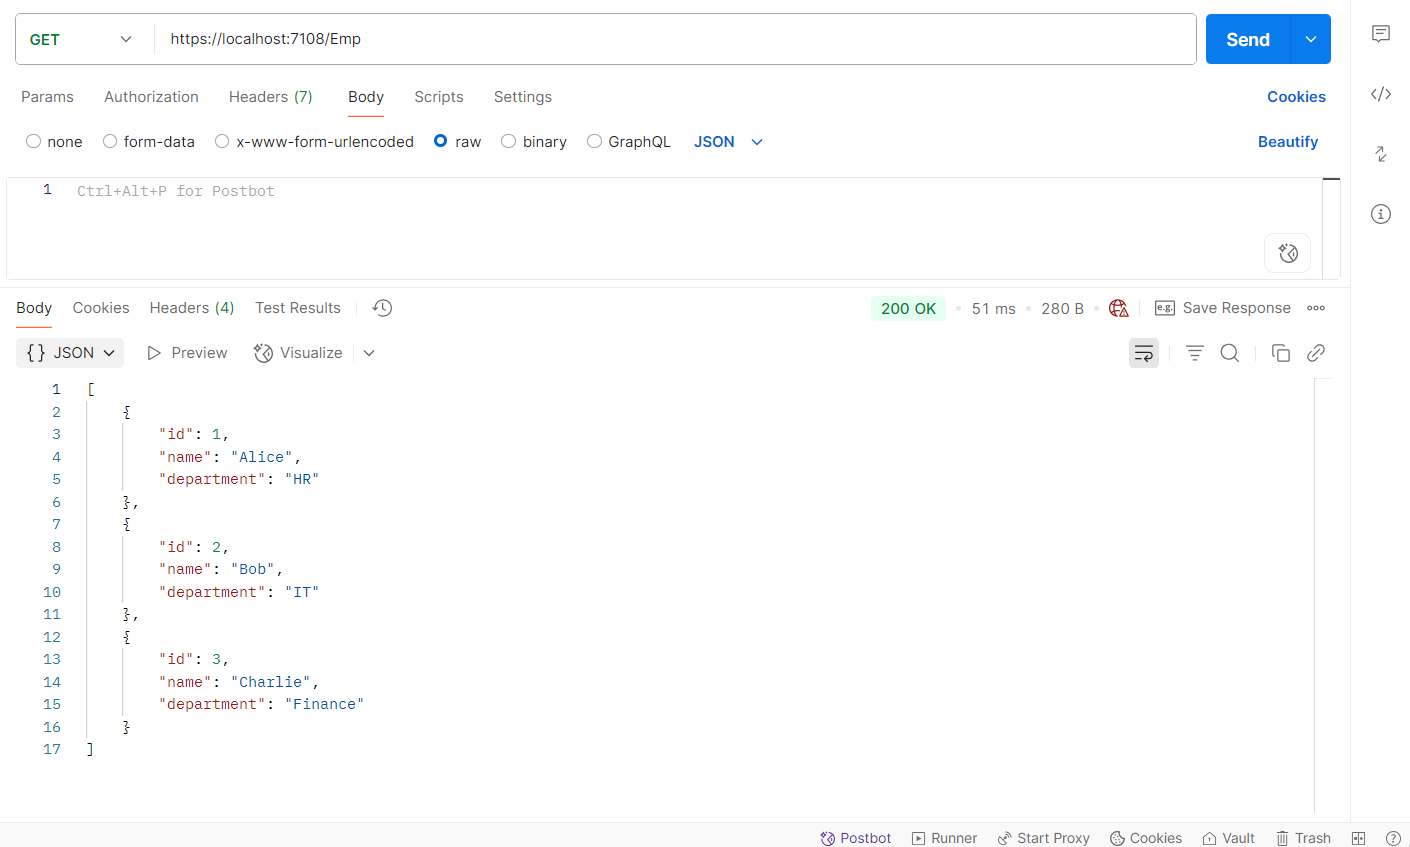 GET https://localhost:7108/Emp Send
Params Authorization Headers (7) Body Scripts Settings Cookies
none form-data x-www-form-urlencoded raw binary GraphQL JSON Beautify
1 Ctrl+Alt+P for Postbot
Body Cookies Headers (4) Test Results 200 OK 51 ms 280 B e.g. Save Response
{} JSON Preview Visualize
1 [
2 {
3 "id": 1,
4 "name": "Alice",
5 "department": "HR"
6 },
7 {
8 "id": 2,
9 "name": "Bob",
10 "department": "IT"
11 },
12 {
13 "id": 3,
14 "name": "Charlie",
15 "department": "Finance"
16 }
17 ]
Postbot Runner Start Proxy Cookies Vault Trash